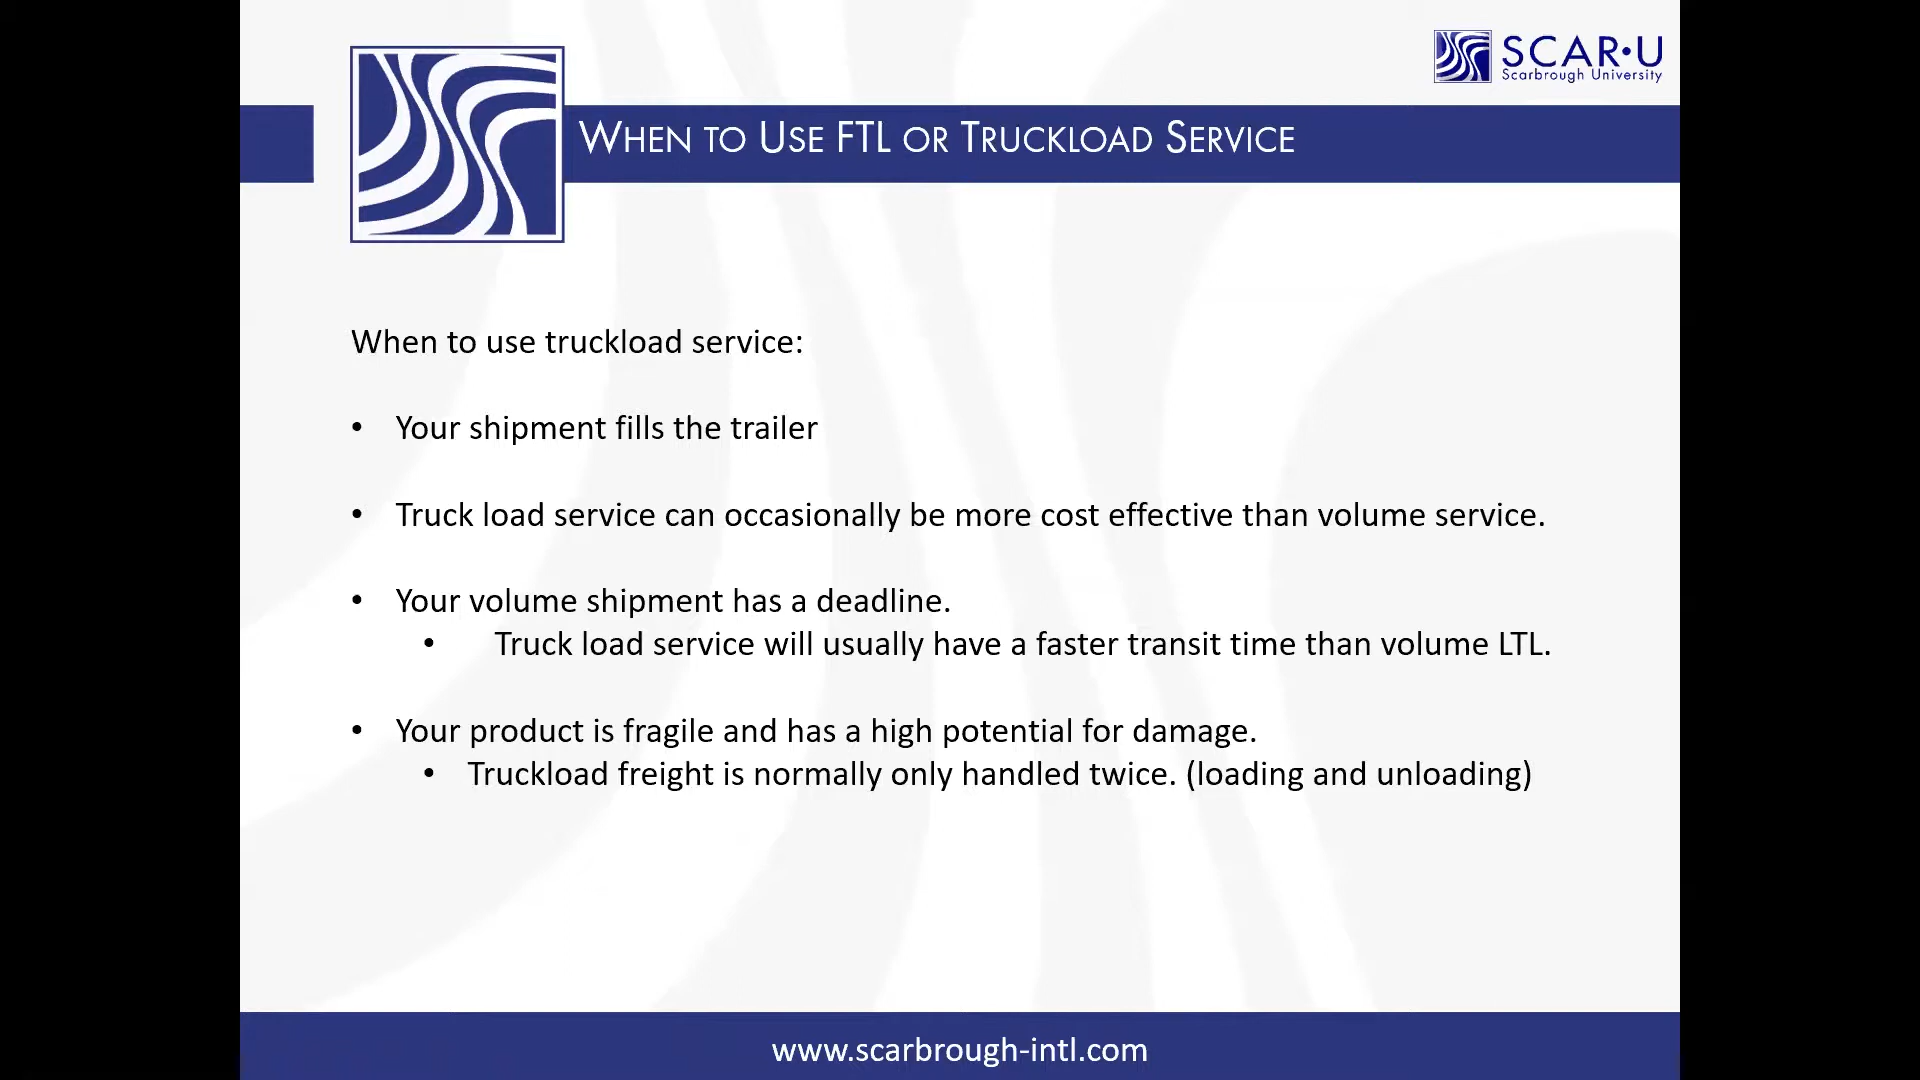 SCAR•U
Scarbrough University
When to Use FTL or Truckload Service
When to use truckload service:
• Your shipment fills the trailer
• Truck load service can occasionally be more cost effective than volume service.
• Your volume shipment has a deadline.
• Truck load service will usually have a faster transit time than volume LTL.
• Your product is fragile and has a high potential for damage.
• Truckload freight is normally only handled twice. (loading and unloading)
www.scarbrough-intl.com